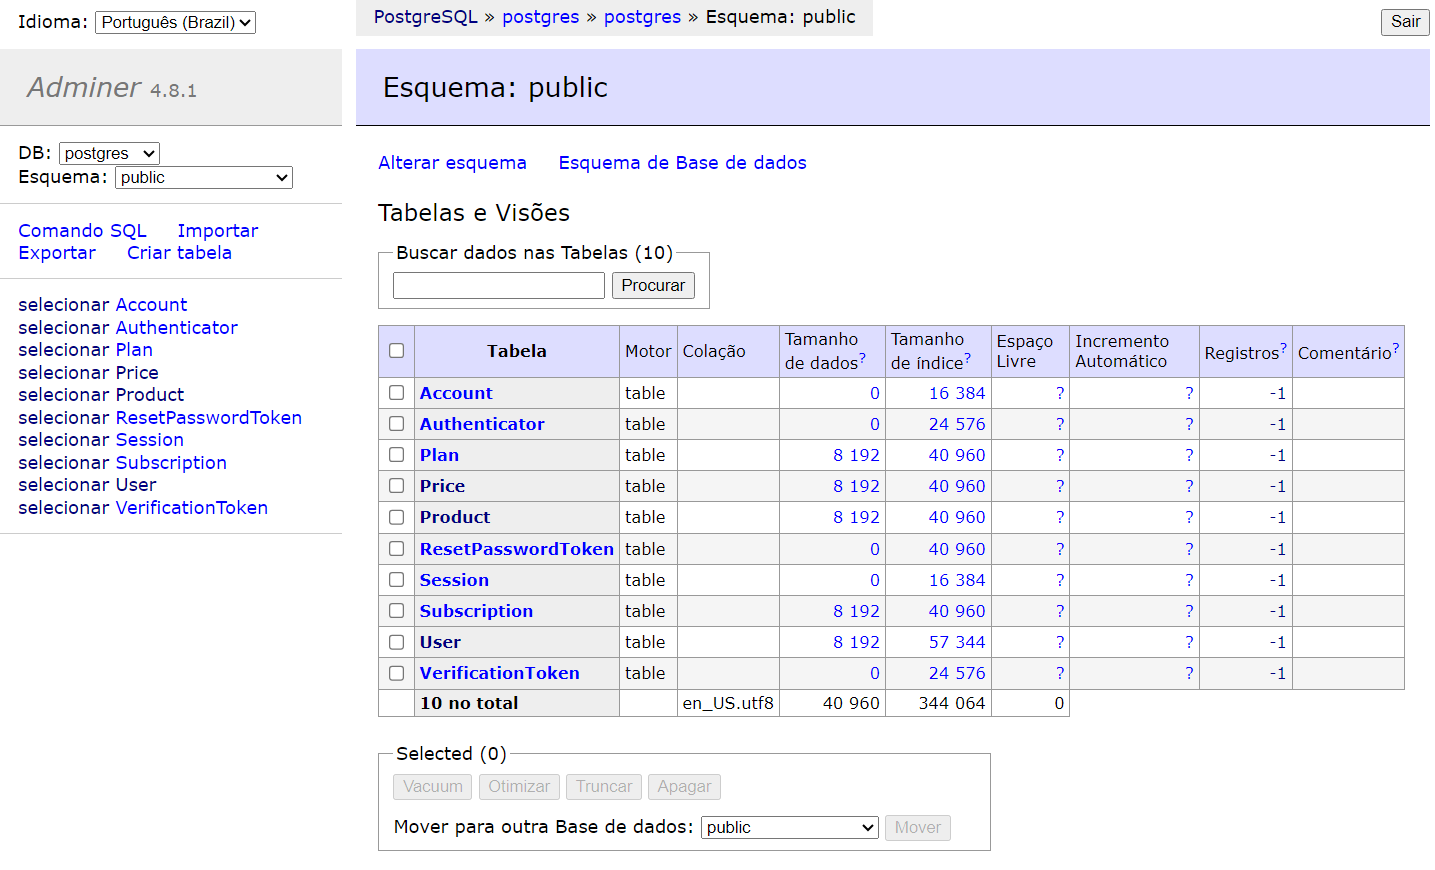 Idioma: Português (Brazil)
PostgreSQL » postgres » postgres » Esquema: public
Sair
Adminer 4.8.1
Esquema: public
DB: postgres
Esquema: public
Comando SQL Importar
Exportar Criar tabela
selecionar Account
selecionar Authenticator
selecionar Plan
selecionar Price
selecionar Product
selecionar ResetPasswordToken
selecionar Session
selecionar Subscription
selecionar User
selecionar VerificationToken
Alterar esquema Esquema de Base de dados
Tabelas e Visões
Buscar dados nas Tabelas (10)
Procurar
Tabela Motor Colação Tamanho de dados? Tamanho de índice? Espaço Livre Incremento Automático Registros? Comentário?
Account table 0 16 384 ? ? -1
Authenticator table 0 24 576 ? ? -1
Plan table 8 192 40 960 ? ? -1
Price table 8 192 40 960 ? ? -1
Product table 8 192 40 960 ? ? -1
ResetPasswordToken table 0 40 960 ? ? -1
Session table 0 16 384 ? ? -1
Subscription table 8 192 40 960 ? ? -1
User table 8 192 57 344 ? ? -1
VerificationToken table 0 24 576 ? ? -1
10 no total en_US.utf8 40 960 344 064 0
Selected (0)
Vacuum Otimizar Truncar Apagar
Mover para outra Base de dados: public Mover